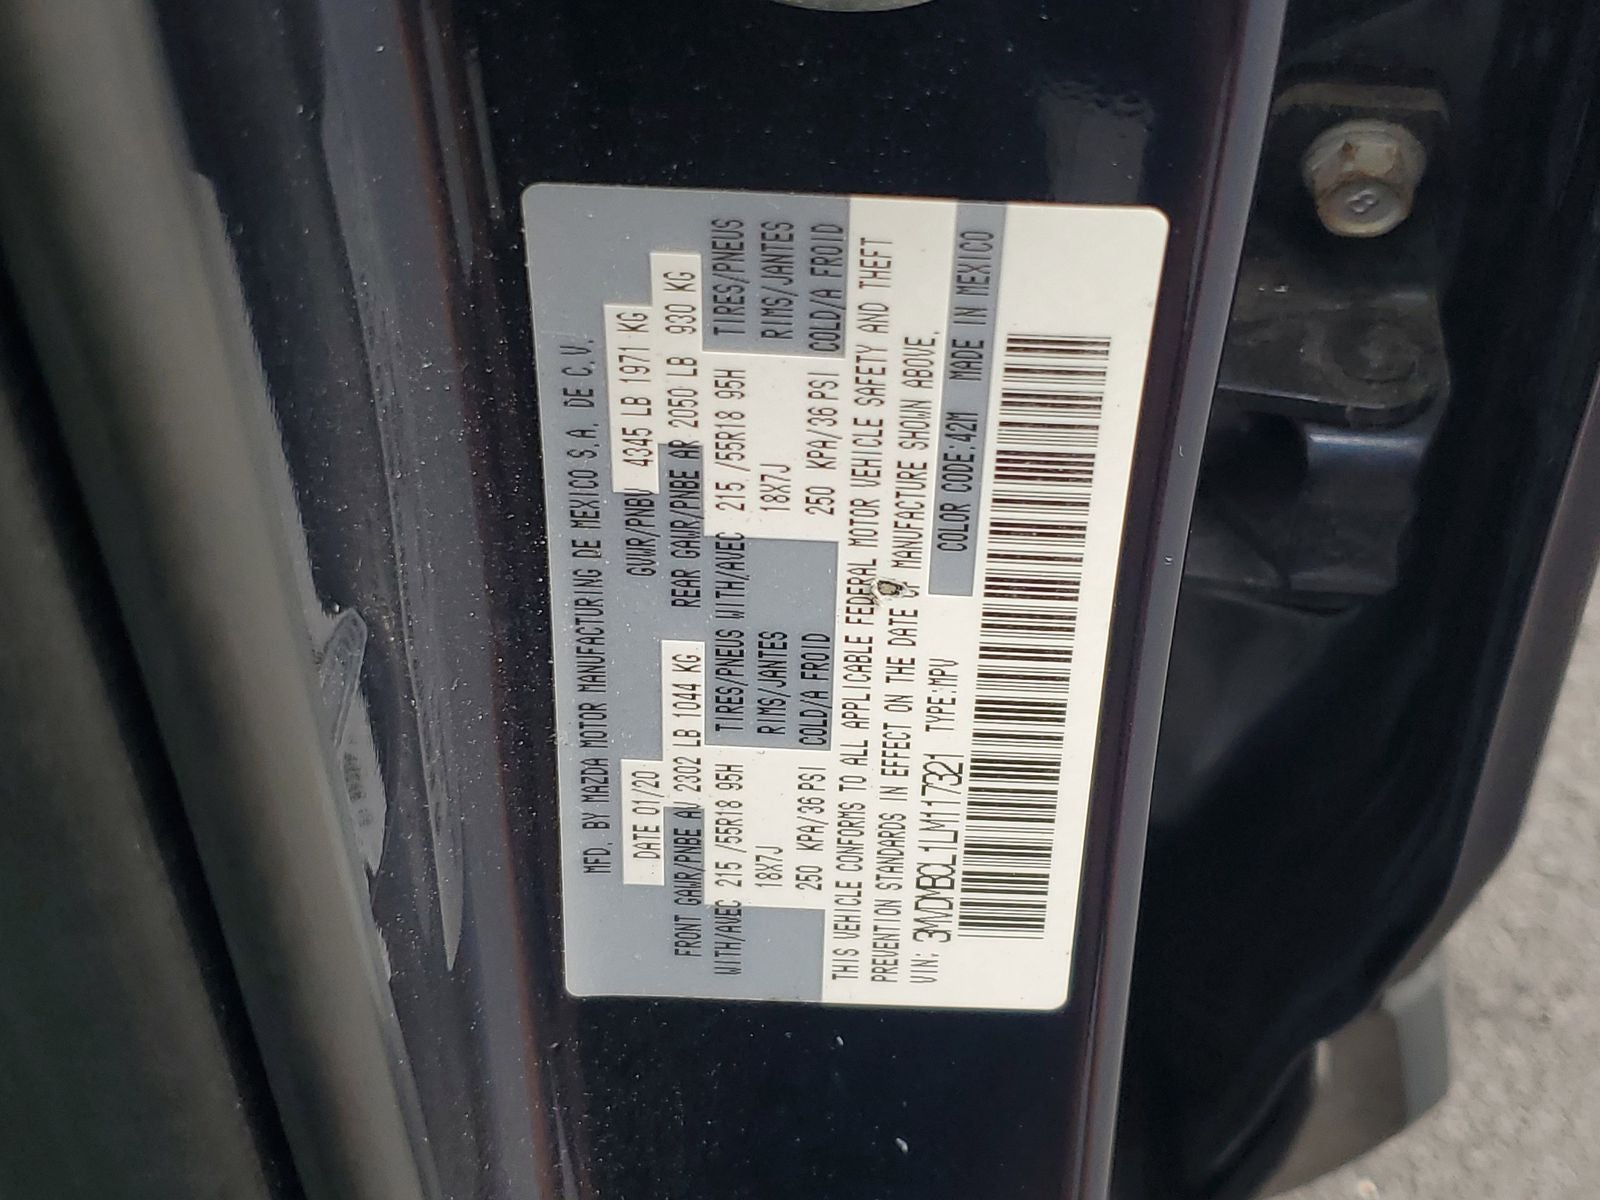 MFD. BY MAZDA MOTOR MANUFACTURING DE MEXICO S.A. DE C.V.
DATE 01/20 GVWR/PNBV 4345 LB 1971 KG
FRONT GAWR/PNBE AV 2302 LB 1044 KG REAR GAWR/PNBE AR 2050 LB 930 KG
WITH/AVEC 215 /55R18 95H TIRES/PNEUS WITH/AVEC 215 /55R18 95H TIRES/PNEUS
18X7J RIMS/JANTES 18X7J RIMS/JANTES
250 KPA/36 PSI COLD/A FROID 250 KPA/36 PSI COLD/A FROID
THIS VEHICLE CONFORMS TO ALL APPLICABLE FEDERAL MOTOR VEHICLE SAFETY AND THEFT
PREVENTION STANDARDS IN EFFECT ON THE DATE OF MANUFACTURE SHOWN ABOVE.
VIN: 3MVDMBCL1LM117321 TYPE:MPV COLOR CODE:42M MADE IN MEXICO
8